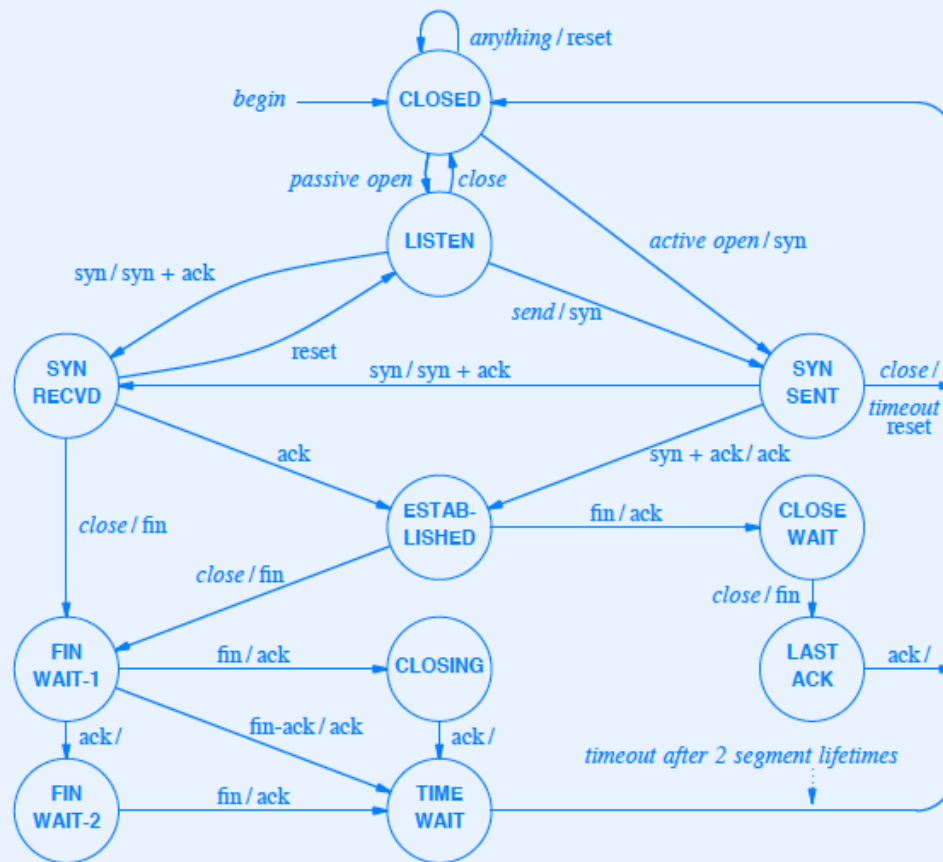 anything / reset
begin
CLOSED
passive open
close
LISTEN
active open / syn
syn / syn + ack
send / syn
reset
SYN
RECVD
syn / syn + ack
SYN
SENT
close /
timeout
reset
ack
syn + ack / ack
ESTAB-
LISHED
fin / ack
CLOSE
WAIT
close / fin
close / fin
close / fin
FIN
WAIT-1
fin / ack
CLOSING
LAST
ACK
ack /
ack /
fin-ack / ack
ack /
timeout after 2 segment lifetimes
FIN
WAIT-2
fin / ack
TIME
WAIT